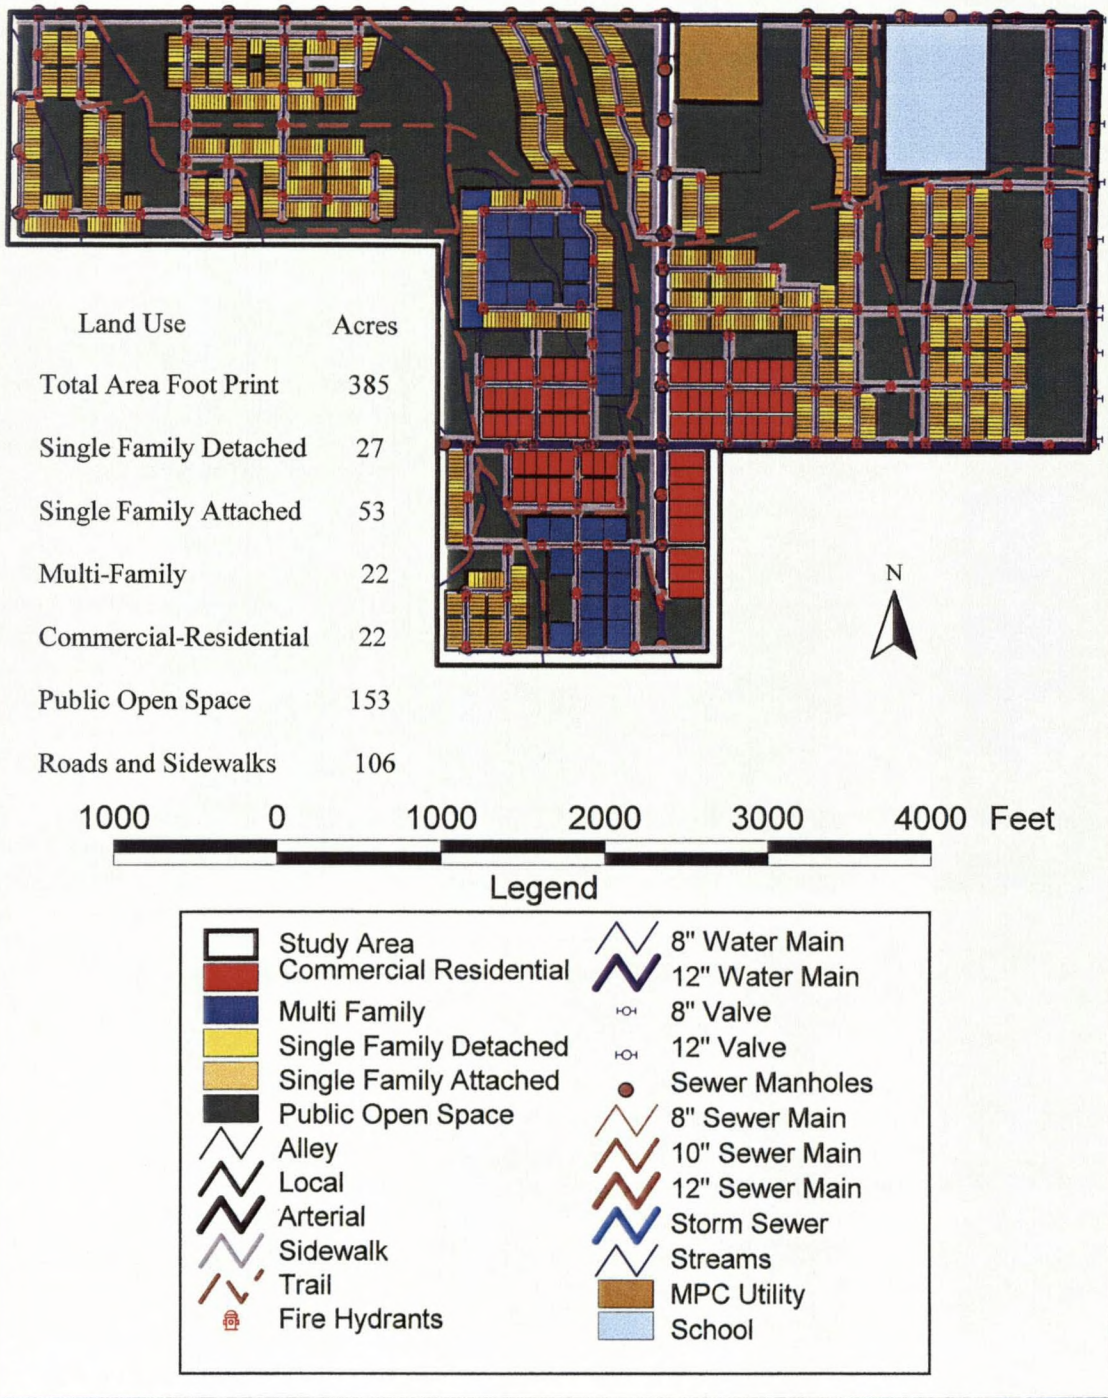 Land Use Acres
Total Area Foot Print 385
Single Family Detached 27
Single Family Attached 53
Multi-Family 22
N
Commercial-Residential 22
Public Open Space 153
Roads and Sidewalks 106
1000 0 1000 2000 3000 4000 Feet
Legend
Study Area
Commercial Residential
Multi Family
Single Family Detached
Single Family Attached
Public Open Space
Alley
Local
Arterial
Sidewalk
Trail
Fire Hydrants
8" Water Main
12" Water Main
8" Valve
12" Valve
Sewer Manholes
8" Sewer Main
10" Sewer Main
12" Sewer Main
Storm Sewer
Streams
MPC Utility
School